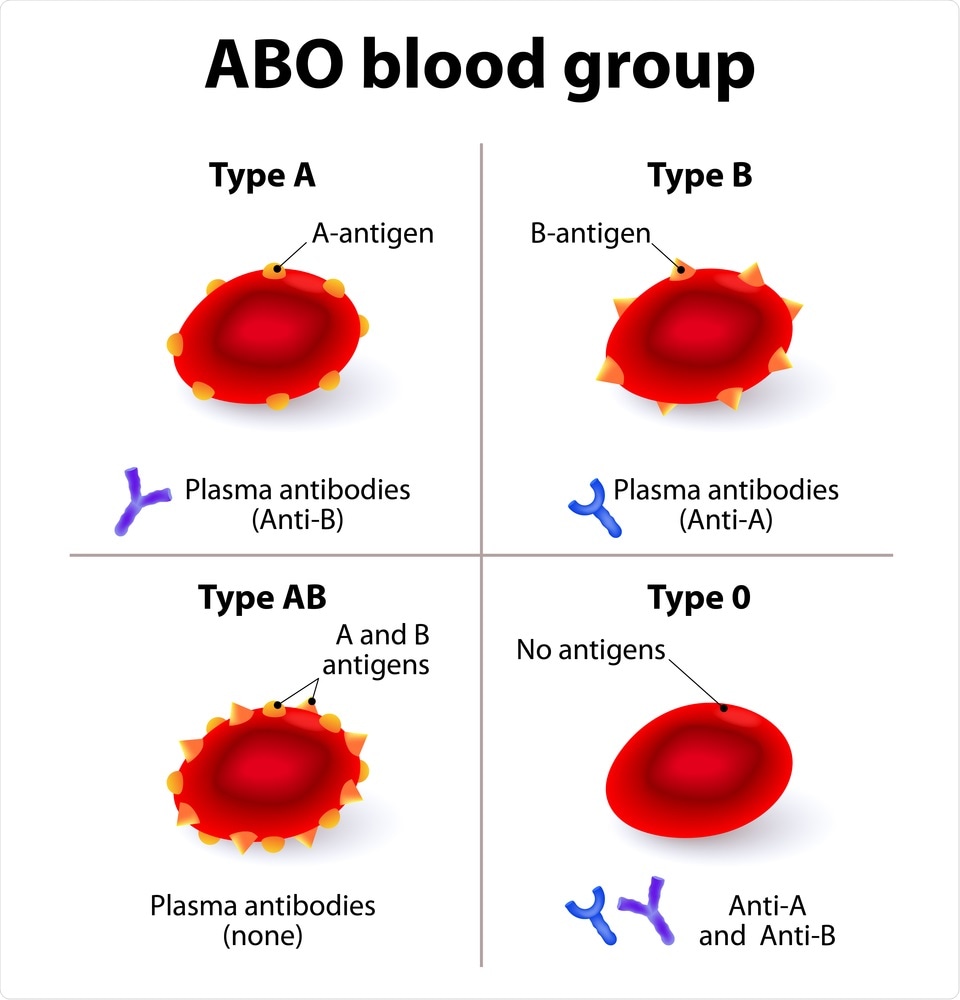 ABO blood group
Type A
A-antigen
Plasma antibodies
(Anti-B)
Type B
B-antigen
Plasma antibodies
(Anti-A)
Type AB
A and B
antigens
Plasma antibodies
(none)
Type 0
No antigens
Anti-A
and Anti-B